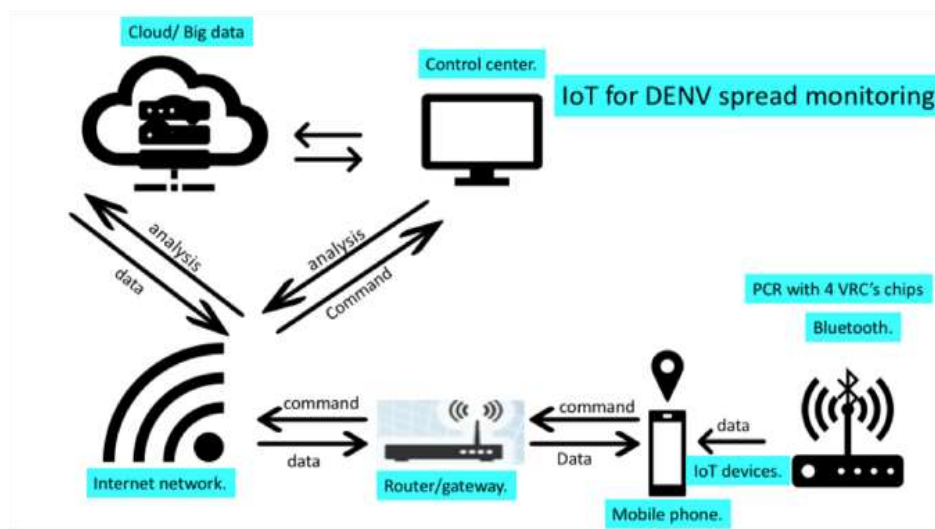 Cloud/ Big data
Control center.
IoT for DENV spread monitoring
analysis
data
analysis
Command
PCR with 4 VRC's chips
Bluetooth.
command
data
command
Data
data
Internet network.
Router/gateway.
IoT devices.
Mobile phone.